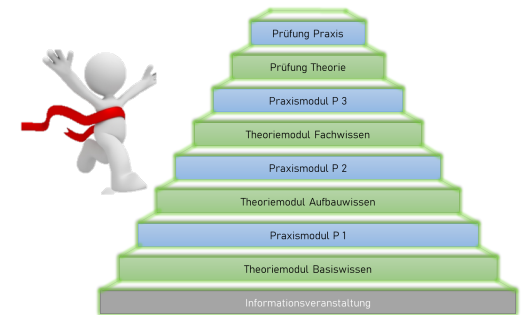 Prüfung Praxis
Prüfung Theorie
Praxismodul P 3
Theoriemodul Fachwissen
Praxismodul P 2
Theoriemodul Aufbauwissen
Praxismodul P 1
Theoriemodul Basiswissen
Informationsveranstaltung